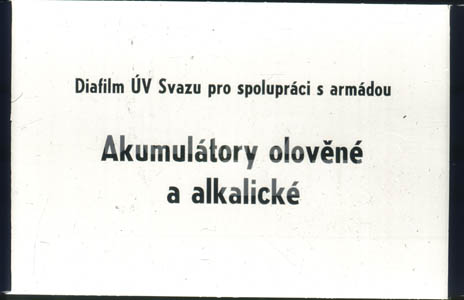 Diafilm ÚV Svazu pro spolupráci s armádou
Akumulátory olověné
a alkalické